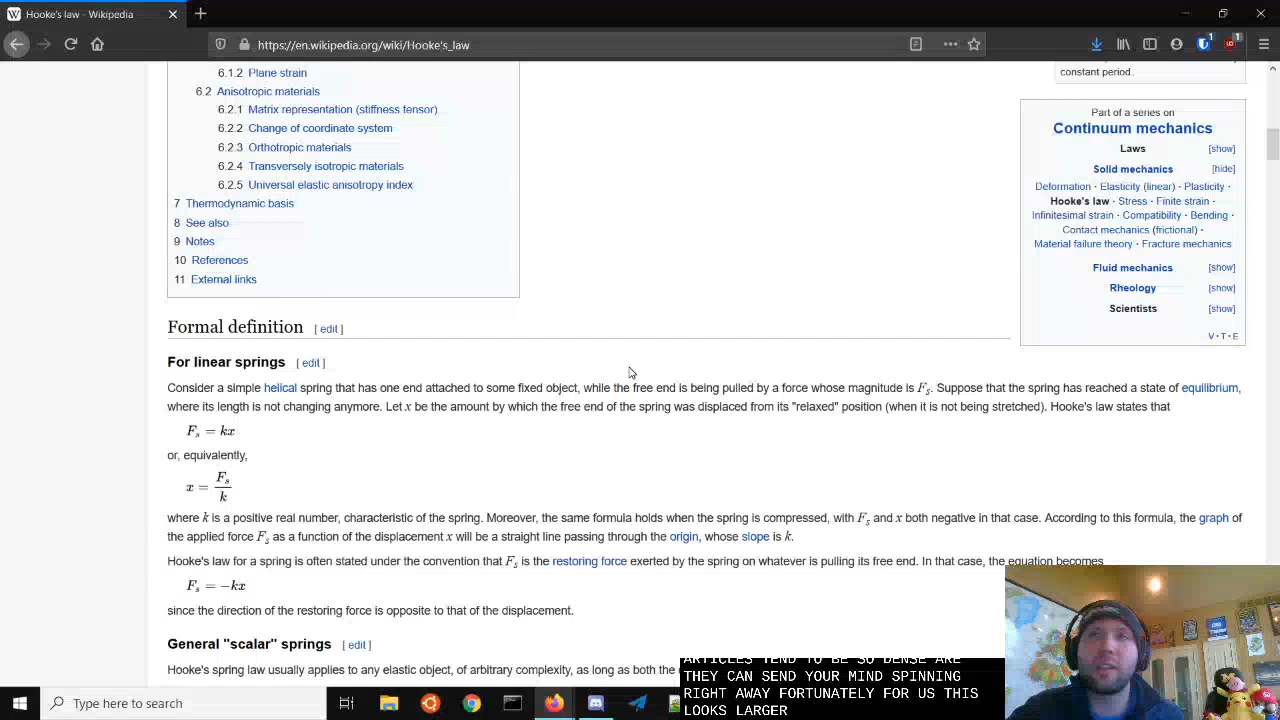 Hooke's law - Wikipedia
https://en.wikipedia.org/wiki/Hooke's_law
6.1.2 Plane strain
6.2 Anisotropic materials
6.2.1 Matrix representation (stiffness tensor)
6.2.2 Change of coordinate system
6.2.3 Orthotropic materials
6.2.4 Transversely isotropic materials
6.2.5 Universal elastic anisotropy index
7 Thermodynamic basis
8 See also
9 Notes
10 References
11 External links
constant period.
Part of a series on
Continuum mechanics
Laws [show]
Solid mechanics [hide]
Deformation · Elasticity (linear) · Plasticity ·
Hooke's law · Stress · Finite strain ·
Infinitesimal strain · Compatibility · Bending ·
Contact mechanics (frictional) ·
Material failure theory · Fracture mechanics
Fluid mechanics [show]
Rheology [show]
Scientists [show]
V · T · E
Formal definition [ edit ]
For linear springs [ edit ]
Consider a simple helical spring that has one end attached to some fixed object, while the free end is being pulled by a force whose magnitude is Fs. Suppose that the spring has reached a state of equilibrium,
where its length is not changing anymore. Let x be the amount by which the free end of the spring was displaced from its "relaxed" position (when it is not being stretched). Hooke's law states that
Fs = kx
or, equivalently,
x = Fs/k
where k is a positive real number, characteristic of the spring. Moreover, the same formula holds when the spring is compressed, with Fs and x both negative in that case. According to this formula, the graph of
the applied force Fs as a function of the displacement x will be a straight line passing through the origin, whose slope is k.
Hooke's law for a spring is often stated under the convention that Fs is the restoring force exerted by the spring on whatever is pulling its free end. In that case, the equation becomes
Fs = −kx
since the direction of the restoring force is opposite to that of the displacement.
General "scalar" springs [ edit ]
Hooke's spring law usually applies to any elastic object, of arbitrary complexity, as long as both the
ARTICLES TEND TO BE SO DENSE ARE
THEY CAN SEND YOUR MIND SPINNING
RIGHT AWAY FORTUNATELY FOR US THIS
LOOKS LARGER
Type here to search